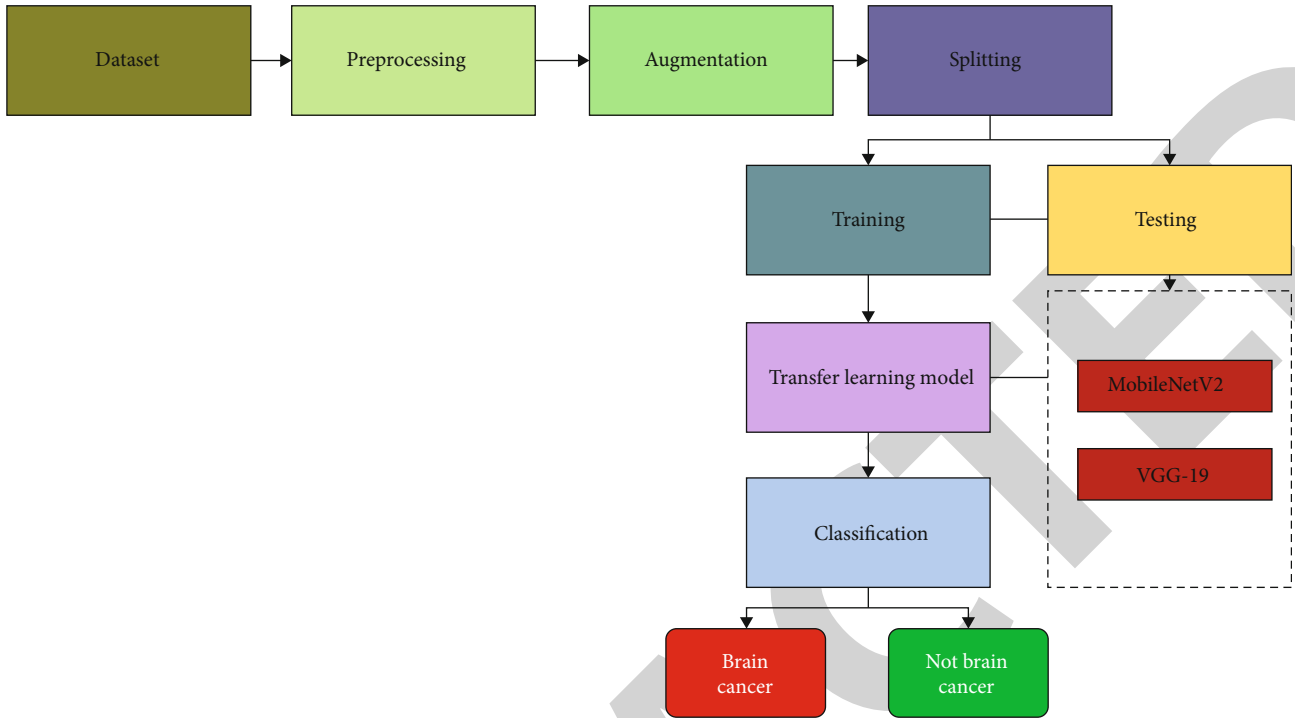 Dataset
Preprocessing
Augmentation
Splitting
Training
Testing
Transfer learning model
MobileNetV2
VGG-19
Classification
Brain
cancer
Not brain
cancer